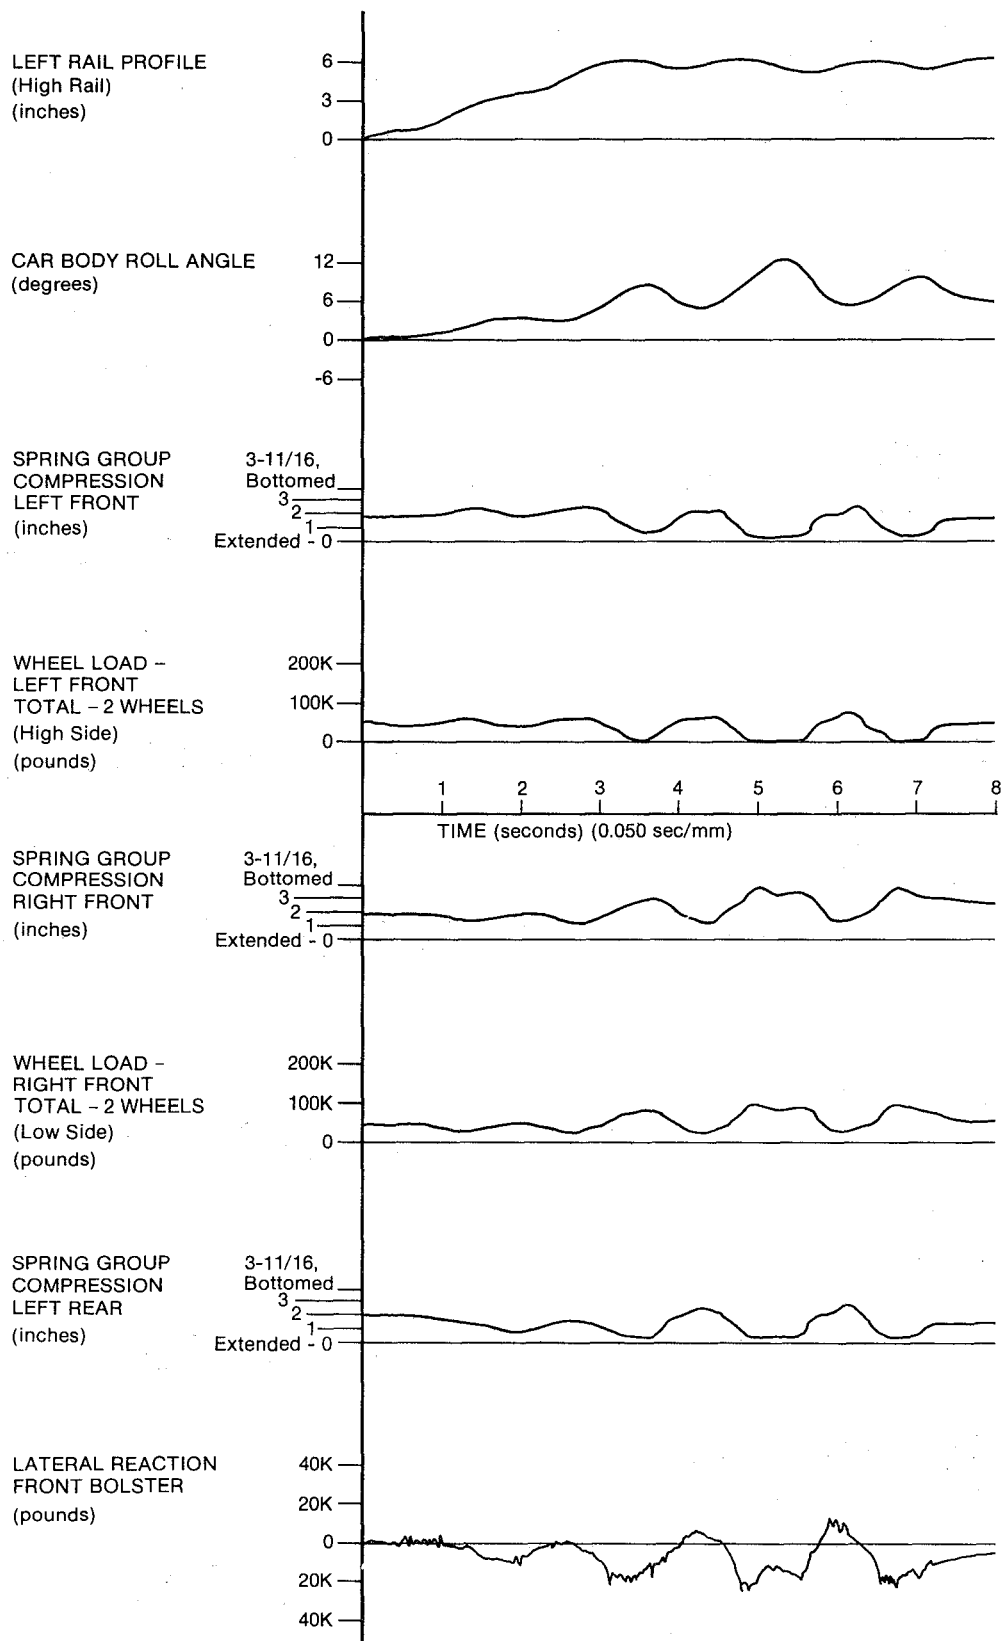 LEFT RAIL PROFILE
(High Rail)
(inches)
6
3
0
CAR BODY ROLL ANGLE
(degrees)
12
6
0
-6
SPRING GROUP
COMPRESSION
LEFT FRONT
(inches)
3-11/16,
Bottomed
3
2
1
Extended - 0
WHEEL LOAD –
LEFT FRONT
TOTAL – 2 WHEELS
(High Side)
(pounds)
200K
100K
0
1 2 3 4 5 6 7 8
TIME (seconds) (0.050 sec/mm)
SPRING GROUP
COMPRESSION
RIGHT FRONT
(inches)
3-11/16,
Bottomed
3
2
1
Extended - 0
WHEEL LOAD –
RIGHT FRONT
TOTAL – 2 WHEELS
(Low Side)
(pounds)
200K
100K
0
SPRING GROUP
COMPRESSION
LEFT REAR
(inches)
3-11/16,
Bottomed
3
2
1
Extended - 0
LATERAL REACTION
FRONT BOLSTER
(pounds)
40K
20K
0
20K
40K